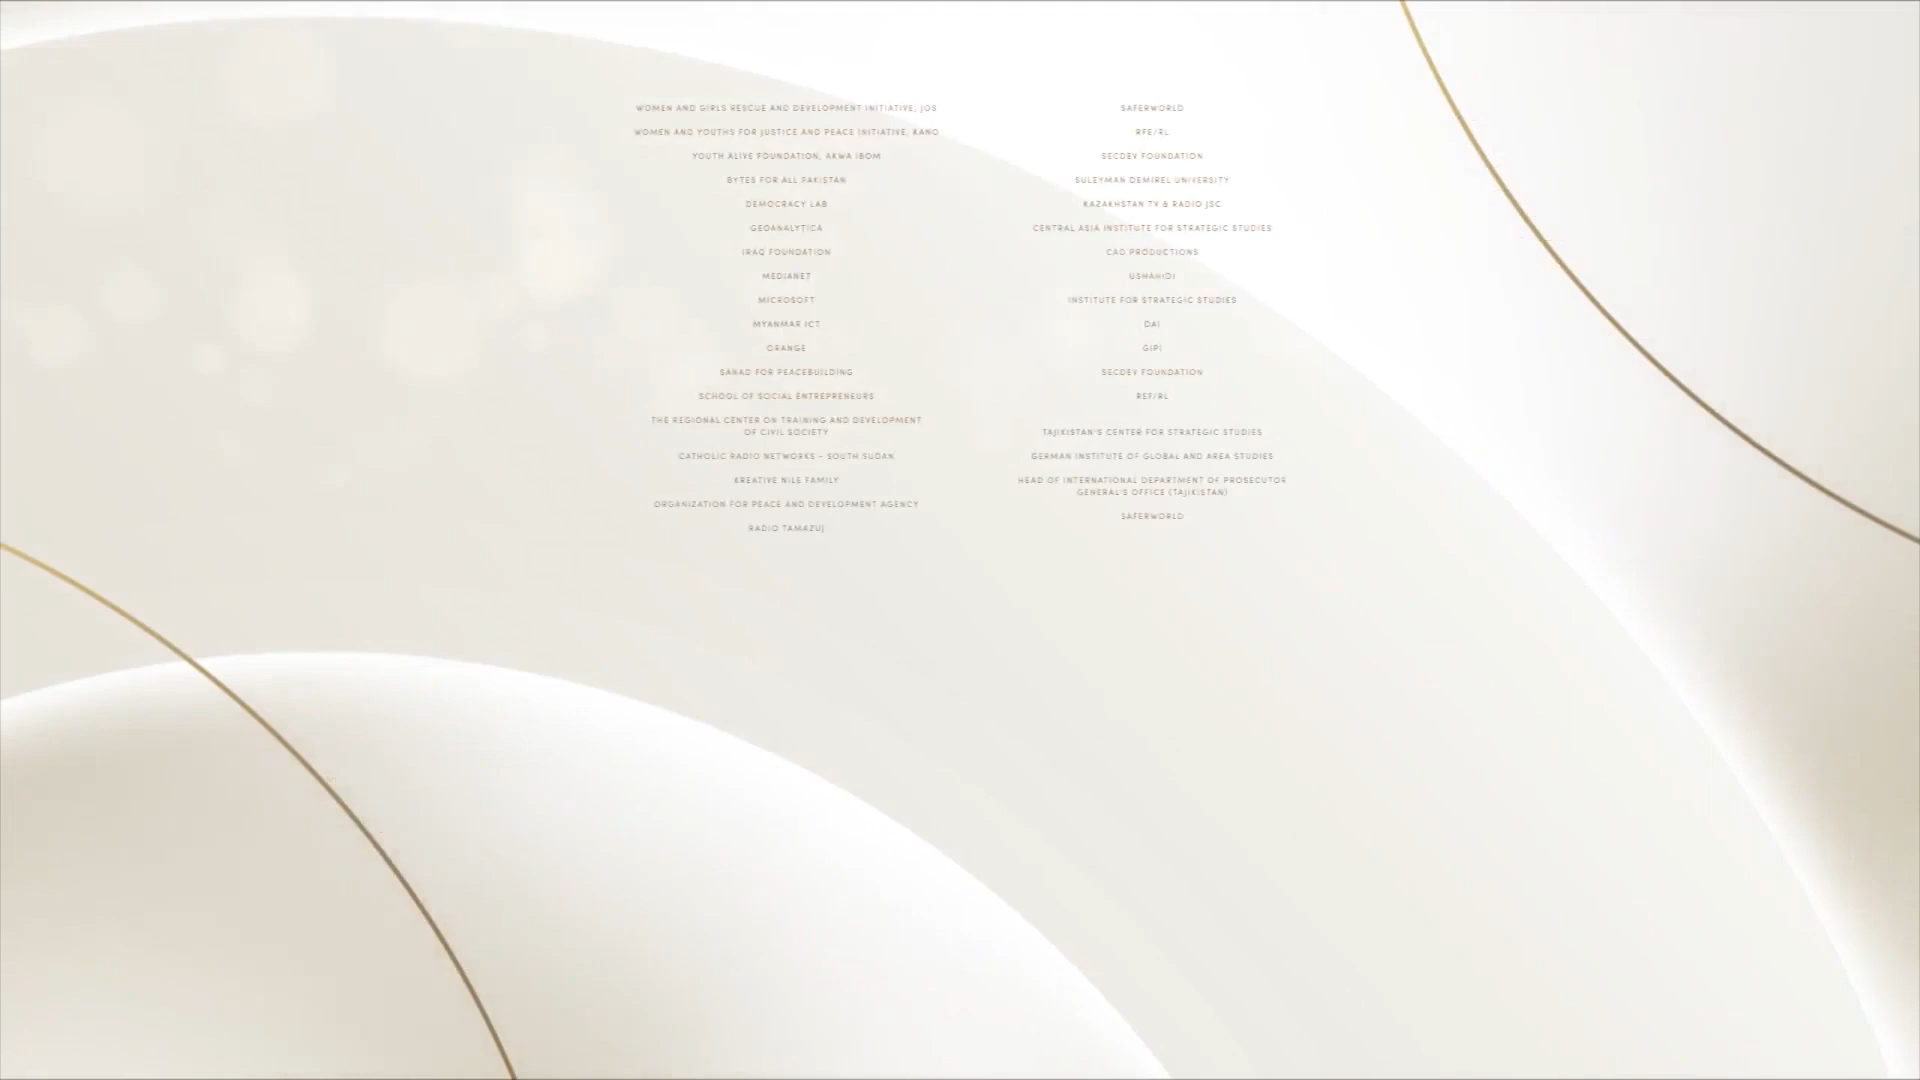 WOMEN AND GIRLS RESCUE AND DEVELOPMENT INITIATIVE, JOS
WOMEN AND YOUTHS FOR JUSTICE AND PEACE INITIATIVE, KANO
YOUTH ALIVE FOUNDATION, AKWA IBOM
BYTES FOR ALL PAKISTAN
DEMOCRACY LAB
GEOANALYTICA
IRAQ FOUNDATION
MEDIANET
MICROSOFT
MYANMAR ICT
ORANGE
SANAD FOR PEACEBUILDING
SCHOOL OF SOCIAL ENTREPRENEURS
THE REGIONAL CENTER ON TRAINING AND DEVELOPMENT
OF CIVIL SOCIETY
CATHOLIC RADIO NETWORKS - SOUTH SUDAN
KREATIVE NILE FAMILY
ORGANIZATION FOR PEACE AND DEVELOPMENT AGENCY
RADIO TAMAZUJ
SAFERWORLD
RFE/RL
SECDEV FOUNDATION
SULEYMAN DEMIREL UNIVERSITY
KAZAKHSTAN TV & RADIO JSC
CENTRAL ASIA INSTITUTE FOR STRATEGIC STUDIES
CAO PRODUCTIONS
USHAHIDI
INSTITUTE FOR STRATEGIC STUDIES
DAI
GIPI
SECDEV FOUNDATION
REF/RL
TAJIKISTAN'S CENTER FOR STRATEGIC STUDIES
GERMAN INSTITUTE OF GLOBAL AND AREA STUDIES
HEAD OF INTERNATIONAL DEPARTMENT OF PROSECUTOR
GENERAL'S OFFICE (TAJIKISTAN)
SAFERWORLD